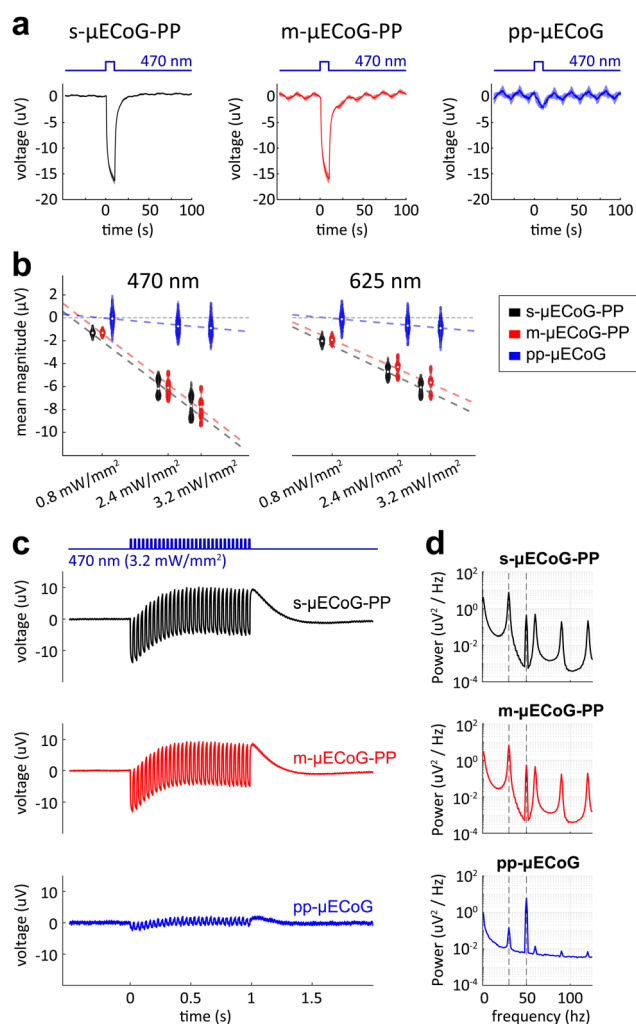 a
s-μECoG-PP
m-μECoG-PP
pp-μECoG
470 nm
470 nm
470 nm
voltage (uV)
0
-5
-10
-15
-20
0
50
100
time (s)
voltage (uV)
0
-5
-10
-15
-20
0
50
100
time (s)
voltage (uV)
0
-5
-10
-15
-20
0
50
100
time (s)
b
470 nm
625 nm
mean magnitude (μV)
2
0
-2
-4
-6
-8
-10
0.8 mW/mm²
2.4 mW/mm²
3.2 mW/mm²
0.8 mW/mm²
2.4 mW/mm²
3.2 mW/mm²
s-μECoG-PP
m-μECoG-PP
pp-μECoG
c
470 nm (3.2 mW/mm²)
s-μECoG-PP
voltage (uV)
10
0
-10
m-μECoG-PP
voltage (uV)
10
0
-10
pp-μECoG
voltage (uV)
10
0
-10
0
0.5
1
1.5
time (s)
d
s-μECoG-PP
Power (uV² / Hz)
10²
10⁰
10⁻²
10⁻⁴
m-μECoG-PP
Power (uV² / Hz)
10²
10⁰
10⁻²
10⁻⁴
pp-μECoG
Power (uV² / Hz)
10²
10⁰
10⁻²
10⁻⁴
0
50
100
frequency (hz)